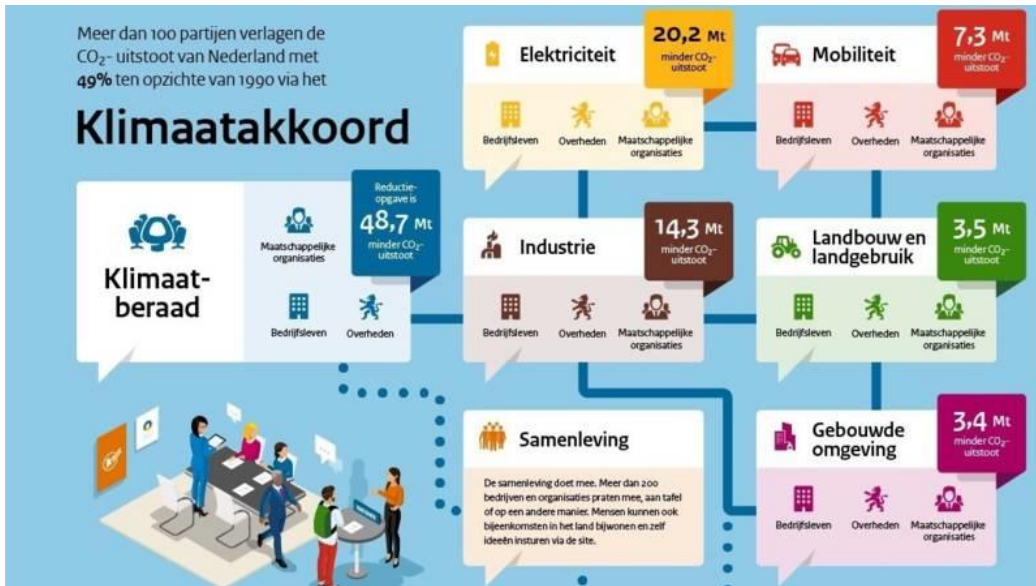 Meer dan 100 partijen verlagen de
CO₂- uitstoot van Nederland met
49% ten opzichte van 1990 via het
Klimaatakkoord
Klimaat-
beraad
Maatschappelijke
organisaties
Bedrijfsleven
Overheden
Reductie-
opgave is
48,7 Mt
minder CO₂-
uitstoot
Elektriciteit
20,2 Mt
minder CO₂-
uitstoot
Bedrijfsleven
Overheden
Maatschappelijke
organisaties
Mobiliteit
7,3 Mt
minder CO₂-
uitstoot
Bedrijfsleven
Overheden
Maatschappelijke
organisaties
Industrie
14,3 Mt
minder CO₂-
uitstoot
Bedrijfsleven
Overheden
Maatschappelijke
organisaties
Landbouw en
landgebruik
3,5 Mt
minder CO₂-
uitstoot
Bedrijfsleven
Overheden
Maatschappelijke
organisaties
Samenleving
De samenleving doet mee. Meer dan 200
bedrijven en organisaties praten mee, aan tafel
of op een andere manier. Mensen kunnen ook
bijeenkomsten in het land bijwonen en zelf
ideeën insturen via de site.
Gebouwde
omgeving
3,4 Mt
minder CO₂-
uitstoot
Bedrijfsleven
Overheden
Maatschappelijke
organisaties